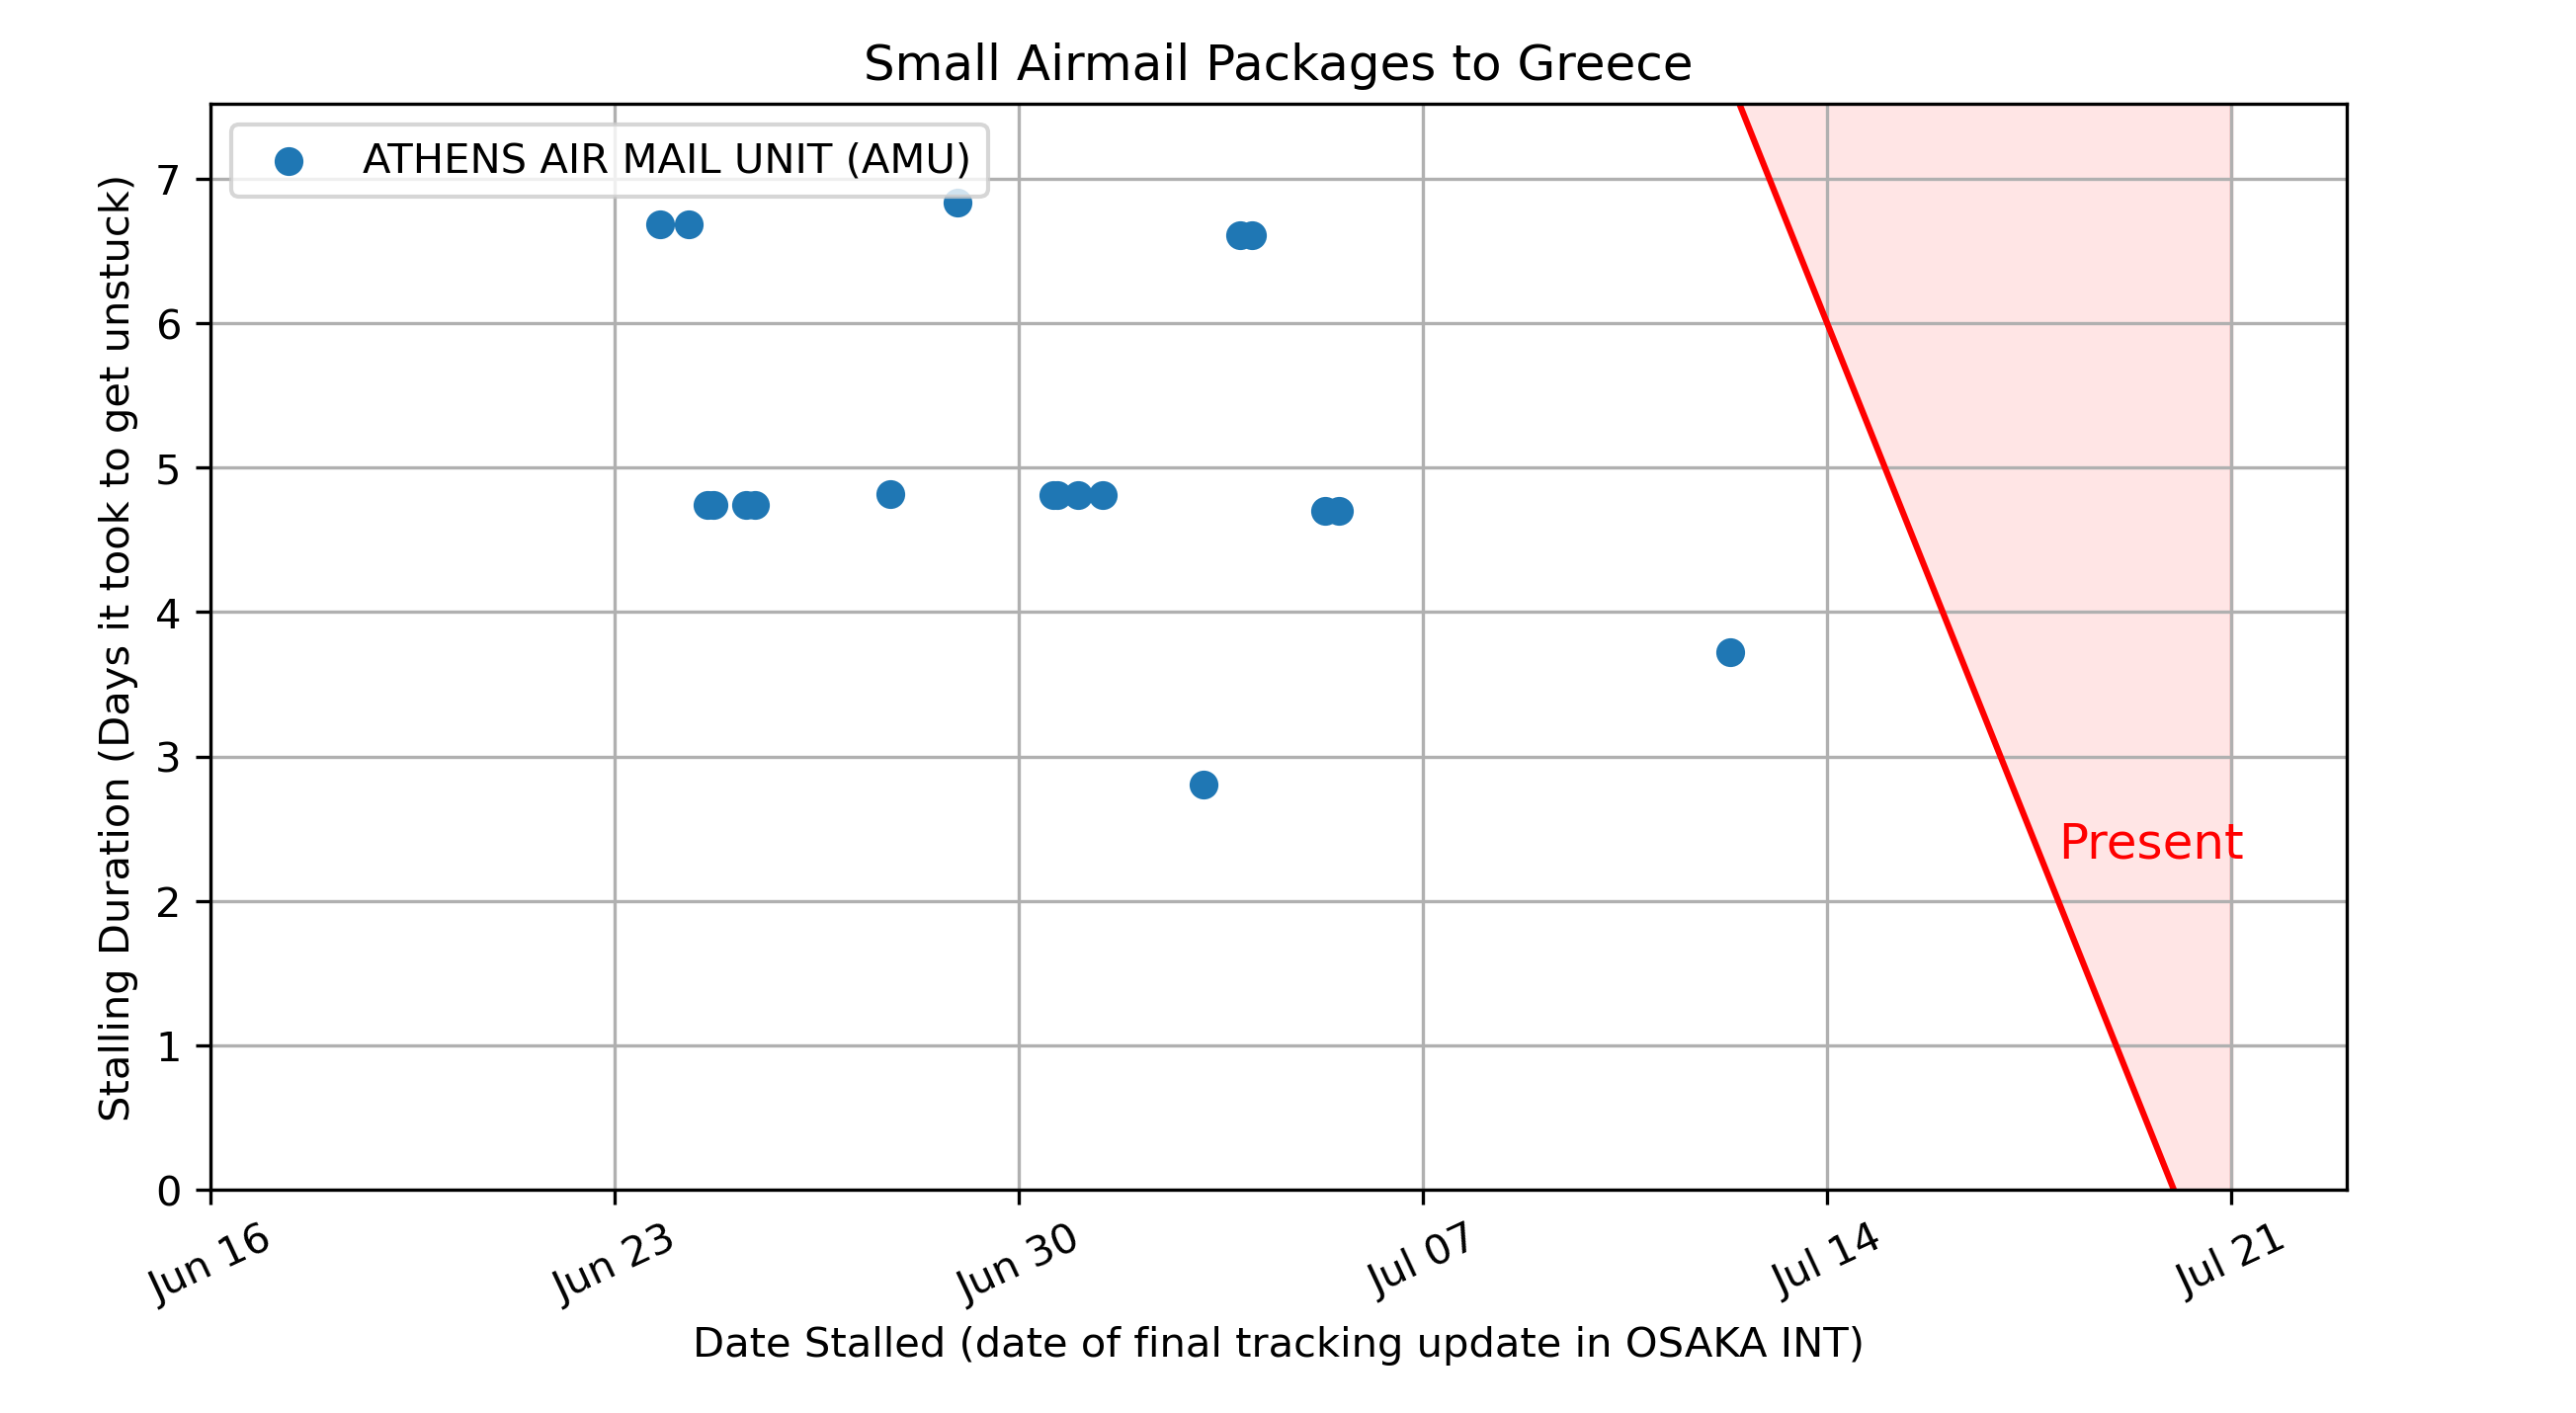 Small Airmail Packages to Greece
ATHENS AIR MAIL UNIT (AMU)
Stalling Duration (Days it took to get unstuck)
7
6
5
4
3
2
1
0
Present
Jun 16
Jun 23
Jun 30
Jul 07
Jul 14
Jul 21
Date Stalled (date of final tracking update in OSAKA INT)